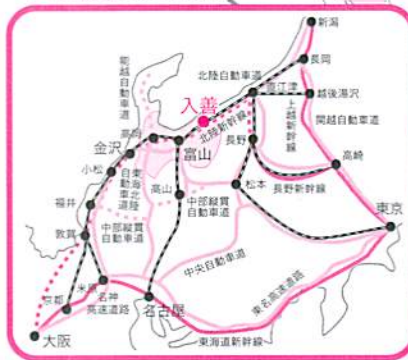 新潟
長岡
北陸自動車道
能越自動車道
直江津
越後湯沢
入善
上越新幹線
関越自動車道
高岡
北陸新幹線
金沢
富山
長野
高崎
小松
東海北陸自動車道
高山
松本
長野新幹線
福井
中部縦貫自動車道
東京
敦賀
中部縦貫自動車道
中央自動車道
米原
京都
名神高速道路
名古屋
東名高速道路
大阪
東海道新幹線